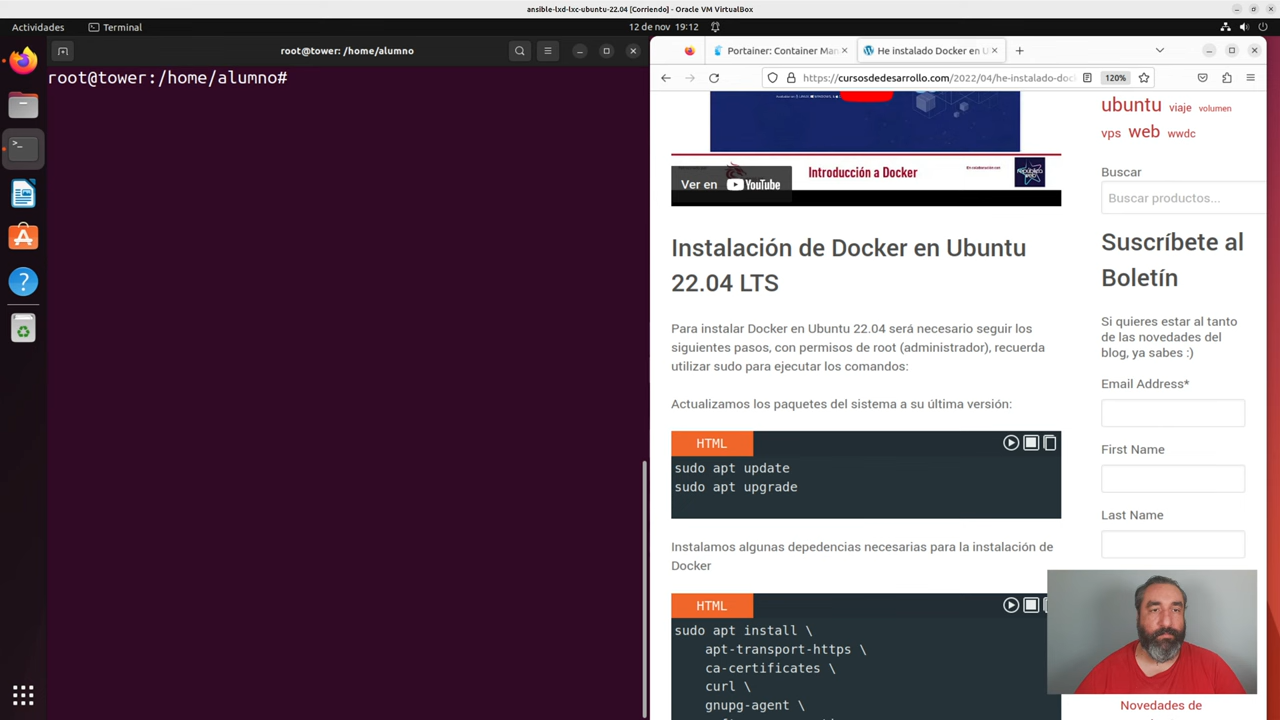 ansible-lxd-lxc-ubuntu-22.04 [Corriendo] - Oracle VM VirtualBox
Actividades
Terminal
12 de nov 19:12
root@tower: /home/alumno
root@tower:/home/alumno#
Portainer: Container Man
He instalado Docker en U
https://cursosdedesarrollo.com/2022/04/he-instalado-doc
120%
Ver en YouTube
Introducción a Docker
Instalación de Docker en Ubuntu
22.04 LTS
Para instalar Docker en Ubuntu 22.04 será necesario seguir los
siguientes pasos, con permisos de root (administrador), recuerda
utilizar sudo para ejecutar los comandos:
Actualizamos los paquetes del sistema a su última versión:
HTML
sudo apt update
sudo apt upgrade
Instalamos algunas depedencias necesarias para la instalación de
Docker
HTML
sudo apt install \
apt-transport-https \
ca-certificates \
curl \
gnupg-agent \
ubuntu viaje volumen
vps web wwdc
Buscar
Buscar productos...
Suscríbete al
Boletín
Si quieres estar al tanto
de las novedades del
blog, ya sabes :)
Email Address*
First Name
Last Name
Novedades de